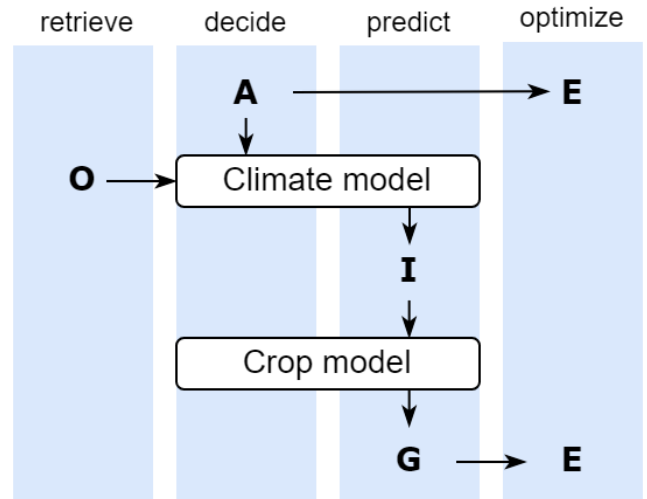 retrieve decide predict optimize
A E
O Climate model
I
Crop model
G E